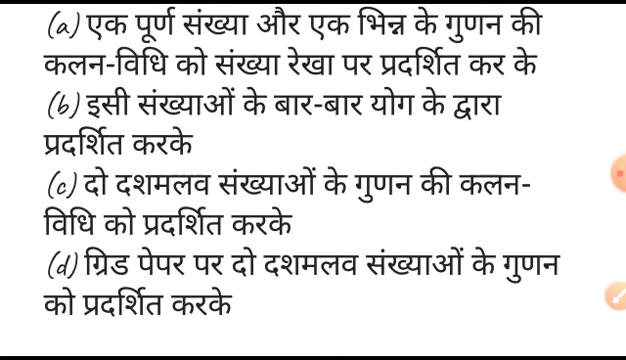 (a) एक पूर्ण संख्या और एक भिन्न के गुणन की
कलन-विधि को संख्या रेखा पर प्रदर्शित कर के
(b) इसी संख्याओं के बार-बार योग के द्वारा
प्रदर्शित करके
(c) दो दशमलव संख्याओं के गुणन की कलन-
विधि को प्रदर्शित करके
(d) ग्रिड पेपर पर दो दशमलव संख्याओं के गुणन
को प्रदर्शित करके